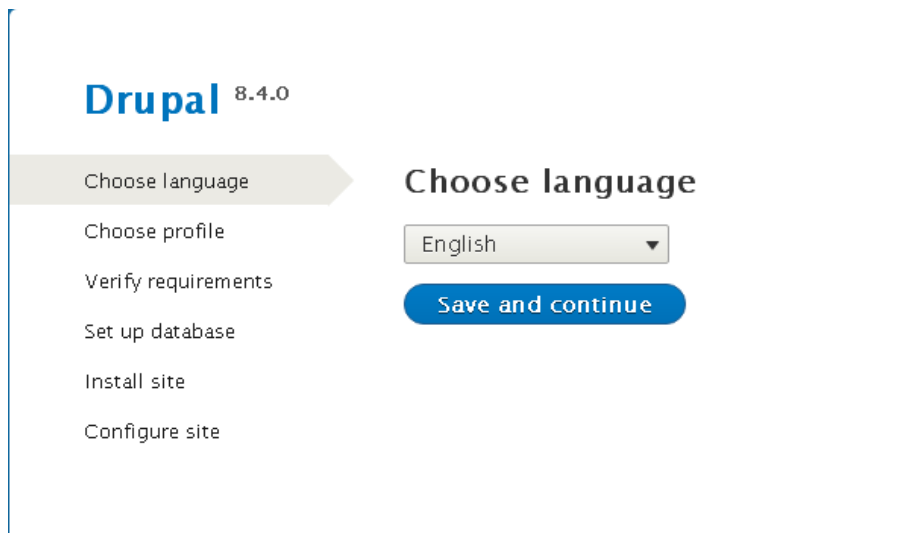 Drupal 8.4.0
Choose language
Choose profile
Verify requirements
Set up database
Install site
Configure site
Choose language
English
Save and continue